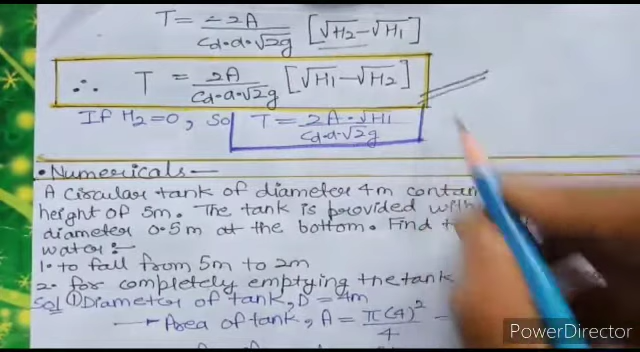 T = -2A / Cd·a·√2g [√H2 - √H1]
∴ T = 2A / Cd·a·√2g [√H1 - √H2]
If H2=0, so T = 2A·√H1 / Cd·a·√2g
• Numericals -
A Circular tank of diameter 4m contai
height of 5m. The tank is provided with
diameter 0.5m at the bottom. Find t
water:-
1. to fall from 5m to 2m
2. for completely emptying the tank
Sol ① Diameter of tank, D = 4m
→ Area of tank, A = π(4)² / 4 =
PowerDirector